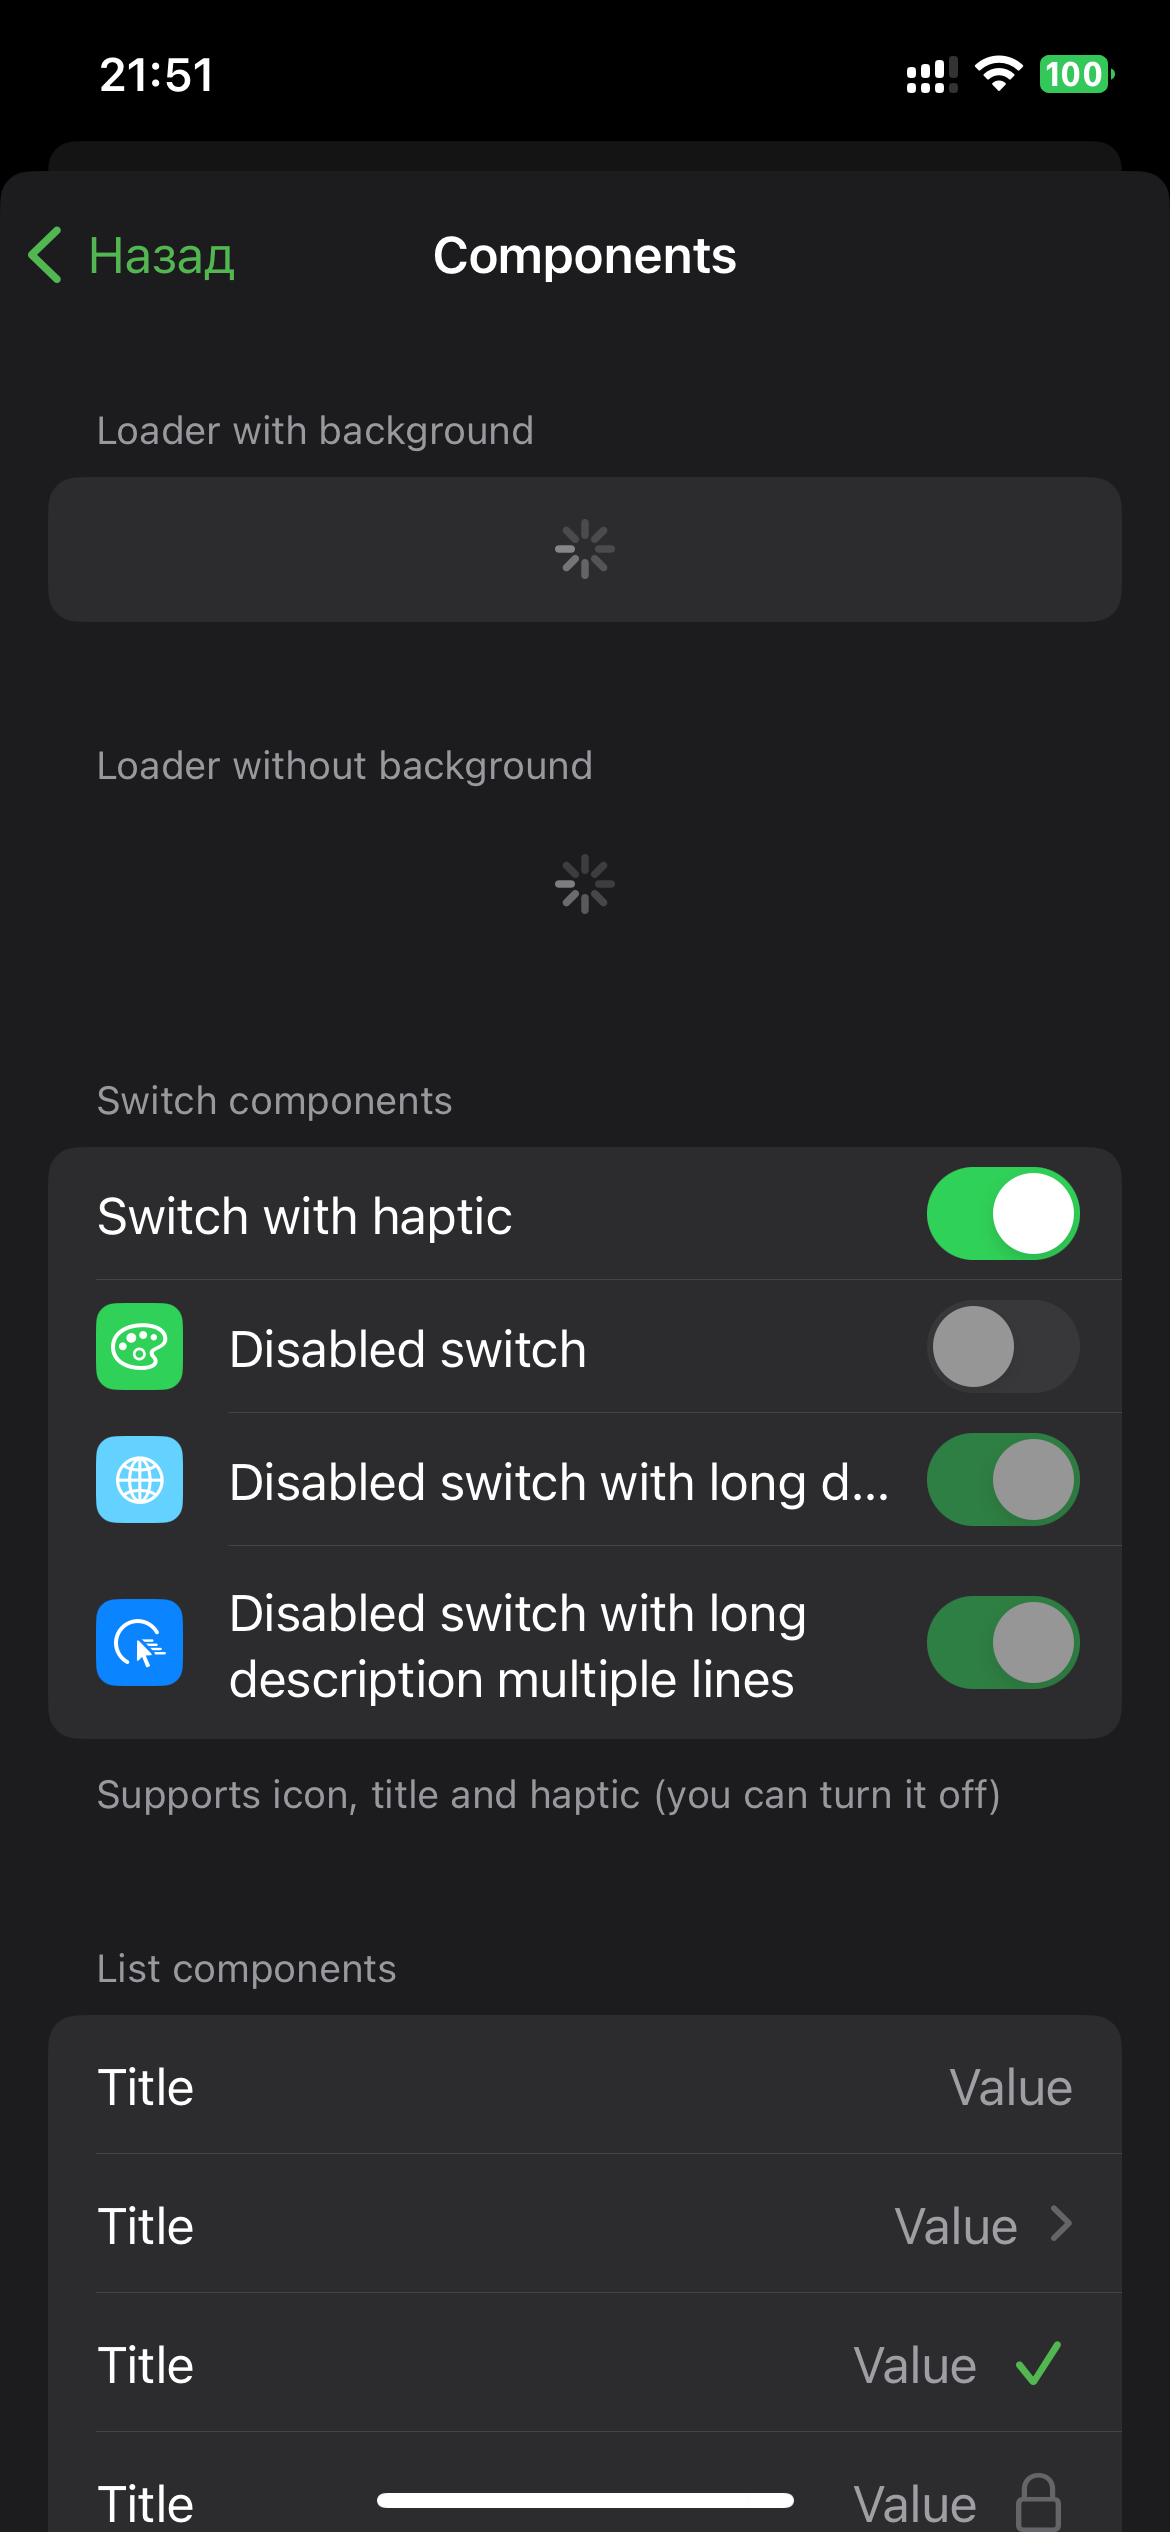 21:51
100
Назад
Components
Loader with background
Loader without background
Switch components
Switch with haptic
Disabled switch
Disabled switch with long d...
Disabled switch with long
description multiple lines
Supports icon, title and haptic (you can turn it off)
List components
Title Value
Title Value
Title Value
Title Value